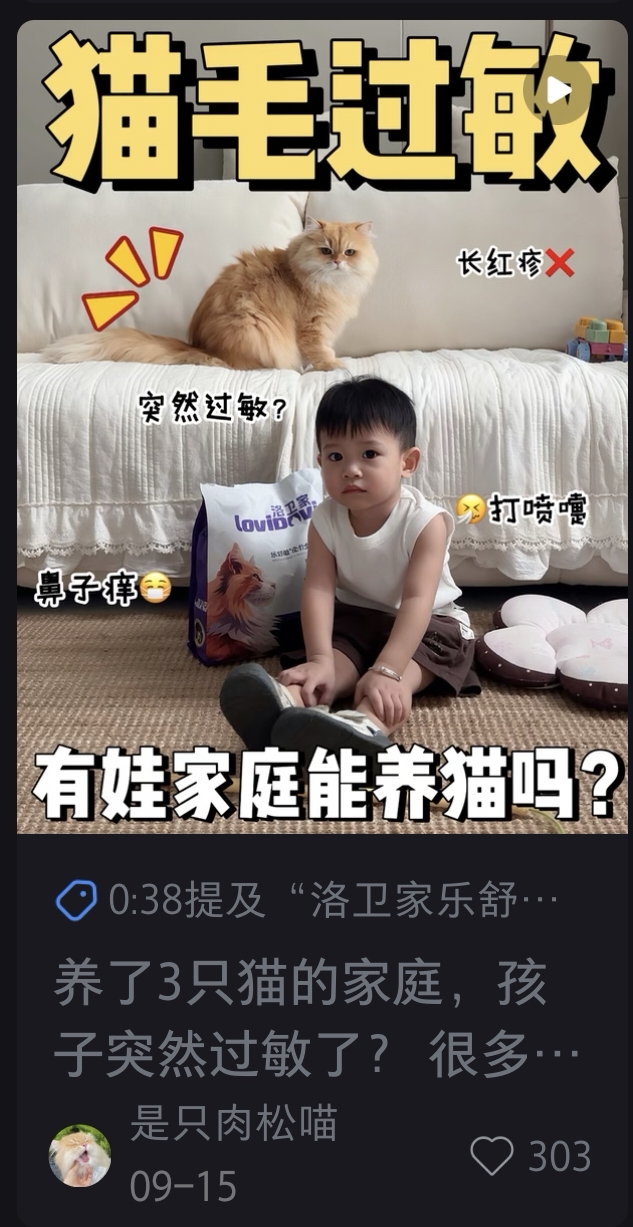 猫毛过敏
长红疹❌
突然过敏?
洛卫家
🤧打喷嚏
鼻子痒😷
有娃家庭能养猫吗?
0:38提及“洛卫家乐舒…
养了3只猫的家庭，孩
子突然过敏了? 很多…
是只肉松喵
09-15
303